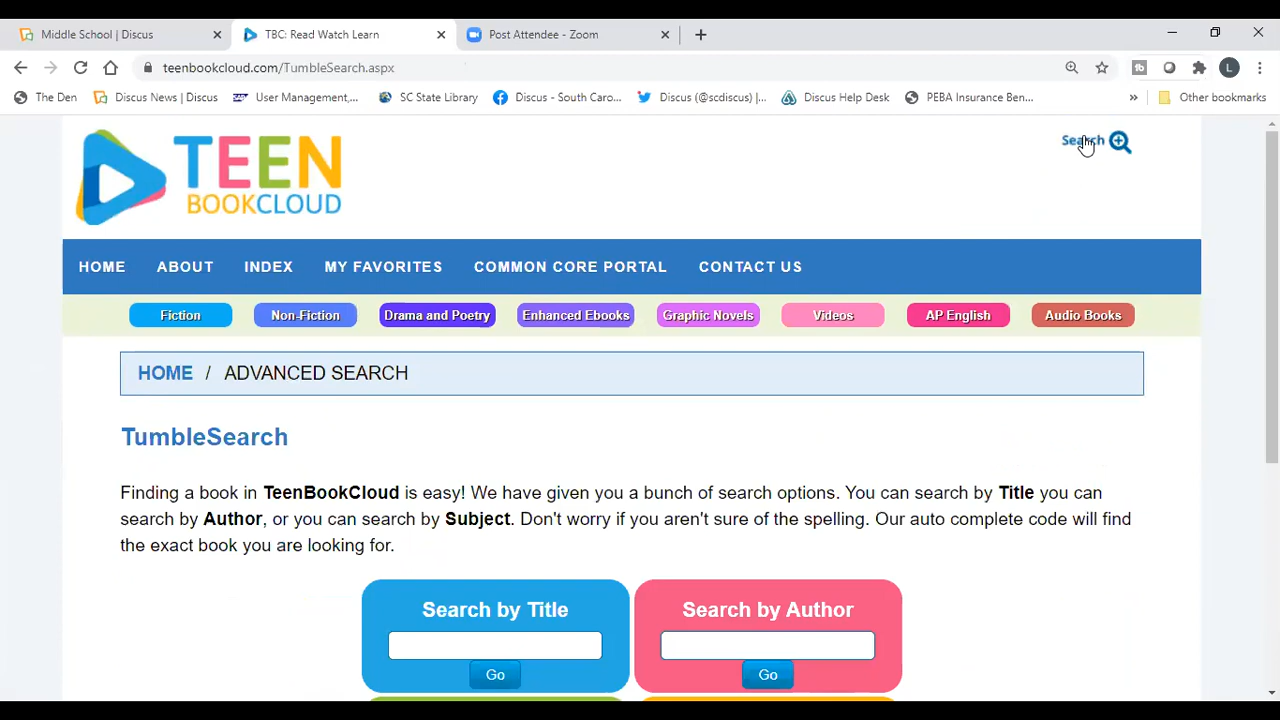 Middle School | Discus
TBC: Read Watch Learn
Post Attendee - Zoom
teenbookcloud.com/TumbleSearch.aspx
L
The Den
Discus News | Discus
User Management,...
SC State Library
Discus - South Caro...
Discus (@scdiscus) |...
Discus Help Desk
PEBA Insurance Ben...
»
Other bookmarks
TEEN
BOOKCLOUD
Search
HOME ABOUT INDEX MY FAVORITES COMMON CORE PORTAL CONTACT US
Fiction Non-Fiction Drama and Poetry Enhanced Ebooks Graphic Novels Videos AP English Audio Books
HOME / ADVANCED SEARCH
TumbleSearch
Finding a book in TeenBookCloud is easy! We have given you a bunch of search options. You can search by Title you can
search by Author, or you can search by Subject. Don't worry if you aren't sure of the spelling. Our auto complete code will find
the exact book you are looking for.
Search by Title
Go
Search by Author
Go